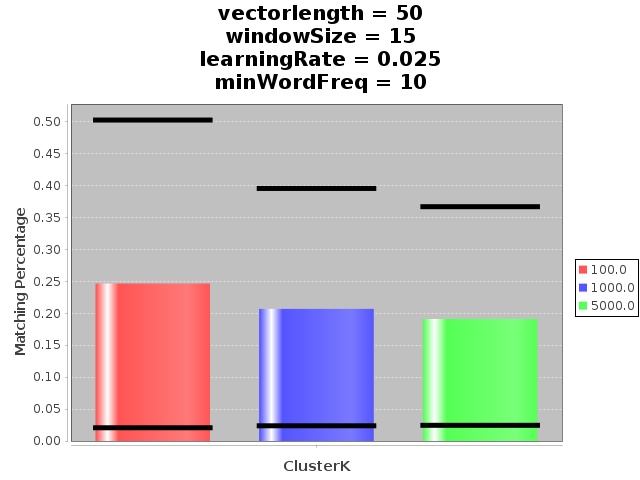 vectorlength = 50
windowSize = 15
learningRate = 0.025
minWordFreq = 10
0.50
0.45
0.40
0.35
0.30
0.25
0.20
0.15
0.10
0.05
0.00
Matching Percentage
ClusterK
100.0
1000.0
5000.0